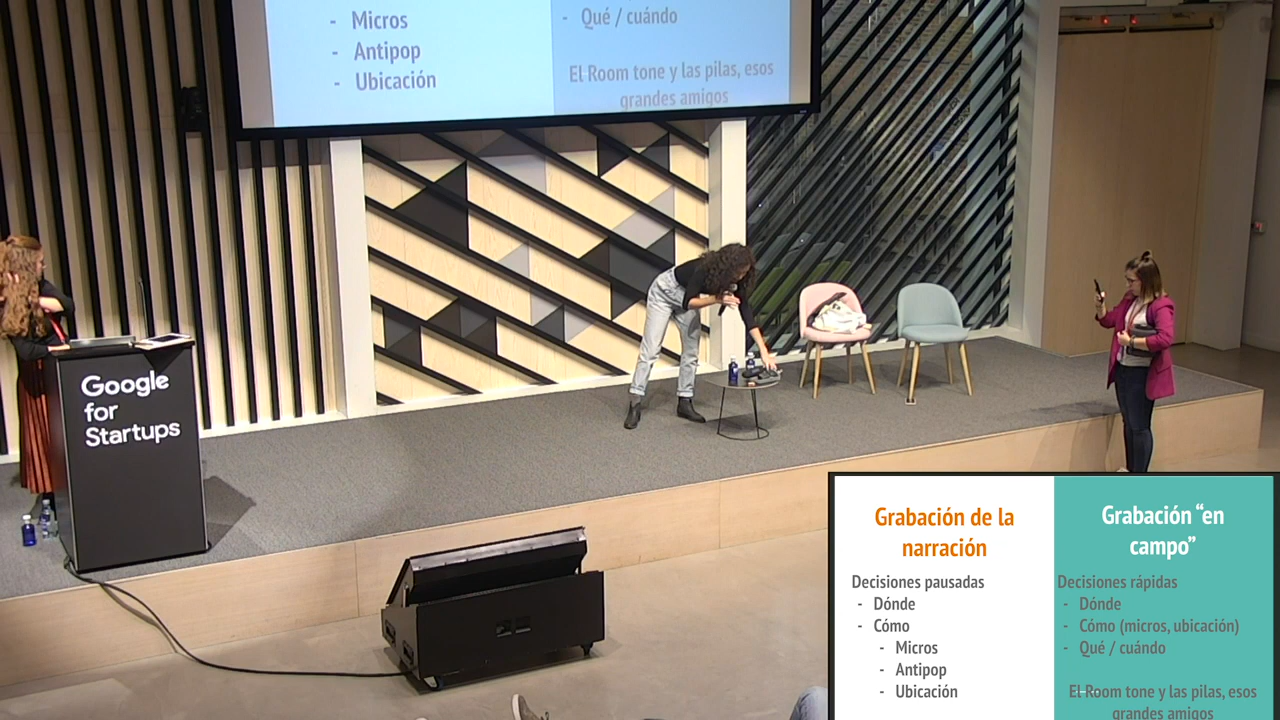 - Micros
- Antipop
- Ubicación
- Qué / cuándo
El Room tone y las pilas, esos
grandes amigos
Google
for
Startups
Grabación de la
narración
Decisiones pausadas
- Dónde
- Cómo
- Micros
- Antipop
- Ubicación
Grabación “en
campo”
Decisiones rápidas
- Dónde
- Cómo (micros, ubicación)
- Qué / cuándo
El Room tone y las pilas, esos
grandes amigos